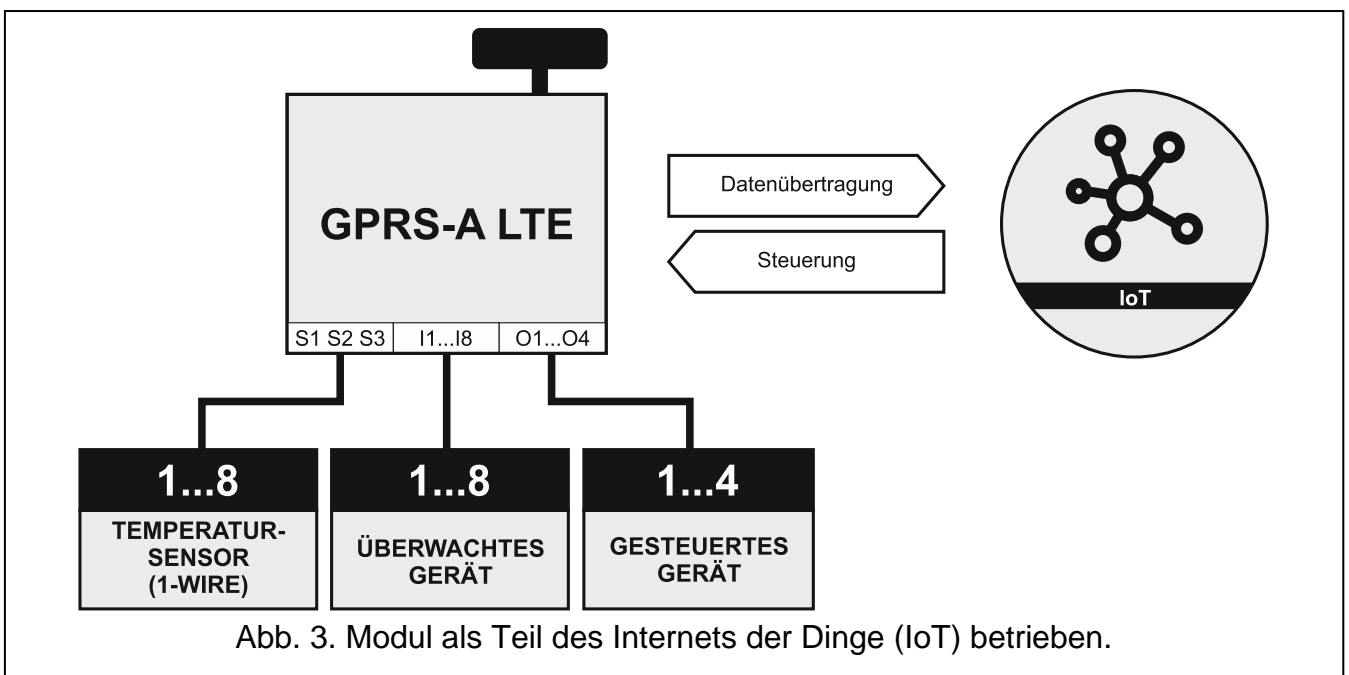 GPRS-A LTE
S1 S2 S3
I1...I8
O1...O4
Datenübertragung
Steuerung
IoT
1...8
TEMPERATUR-
SENSOR
(1-WIRE)
1...8
ÜBERWACHTES
GERÄT
1...4
GESTEUERTES
GERÄT
Abb. 3. Modul als Teil des Internets der Dinge (IoT) betrieben.